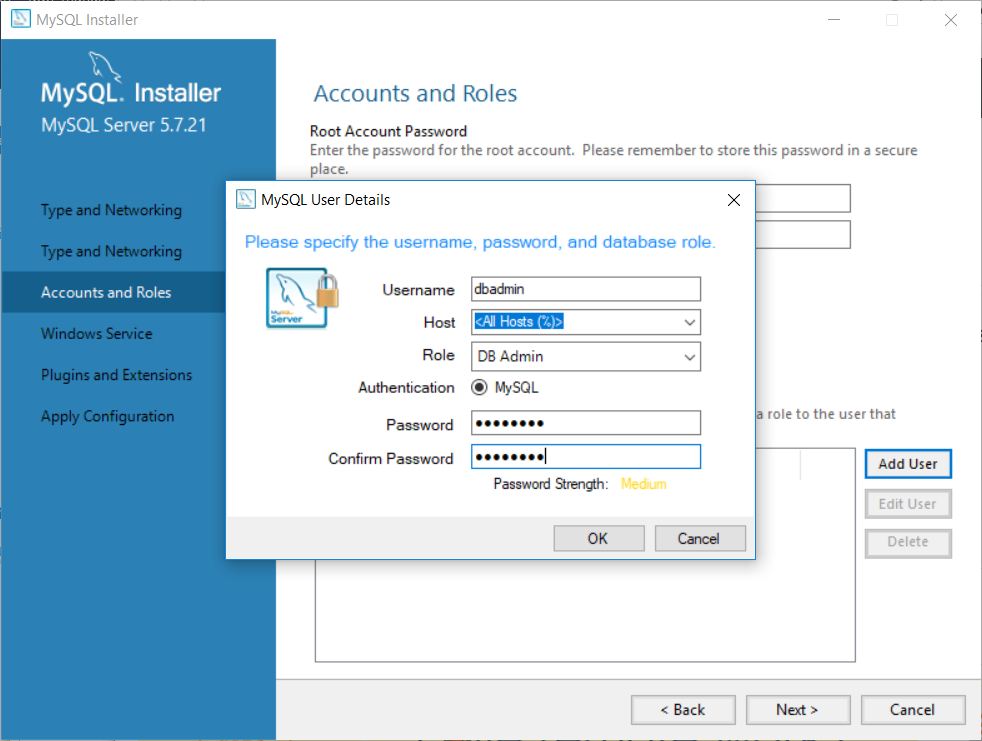 MySQL Installer
MySQL. Installer
MySQL Server 5.7.21
Type and Networking
Type and Networking
Accounts and Roles
Windows Service
Plugins and Extensions
Apply Configuration
Accounts and Roles
Root Account Password
Enter the password for the root account. Please remember to store this password in a secure
place.
MySQL User Details
Please specify the username, password, and database role.
MySQL
Server
Username dbadmin
Host <All Hosts (%)>
Role DB Admin
Authentication MySQL
Password ●●●●●●●●
Confirm Password ●●●●●●●●
Password Strength: Medium
OK Cancel
a role to the user that
Add User
Edit User
Delete
< Back Next > Cancel